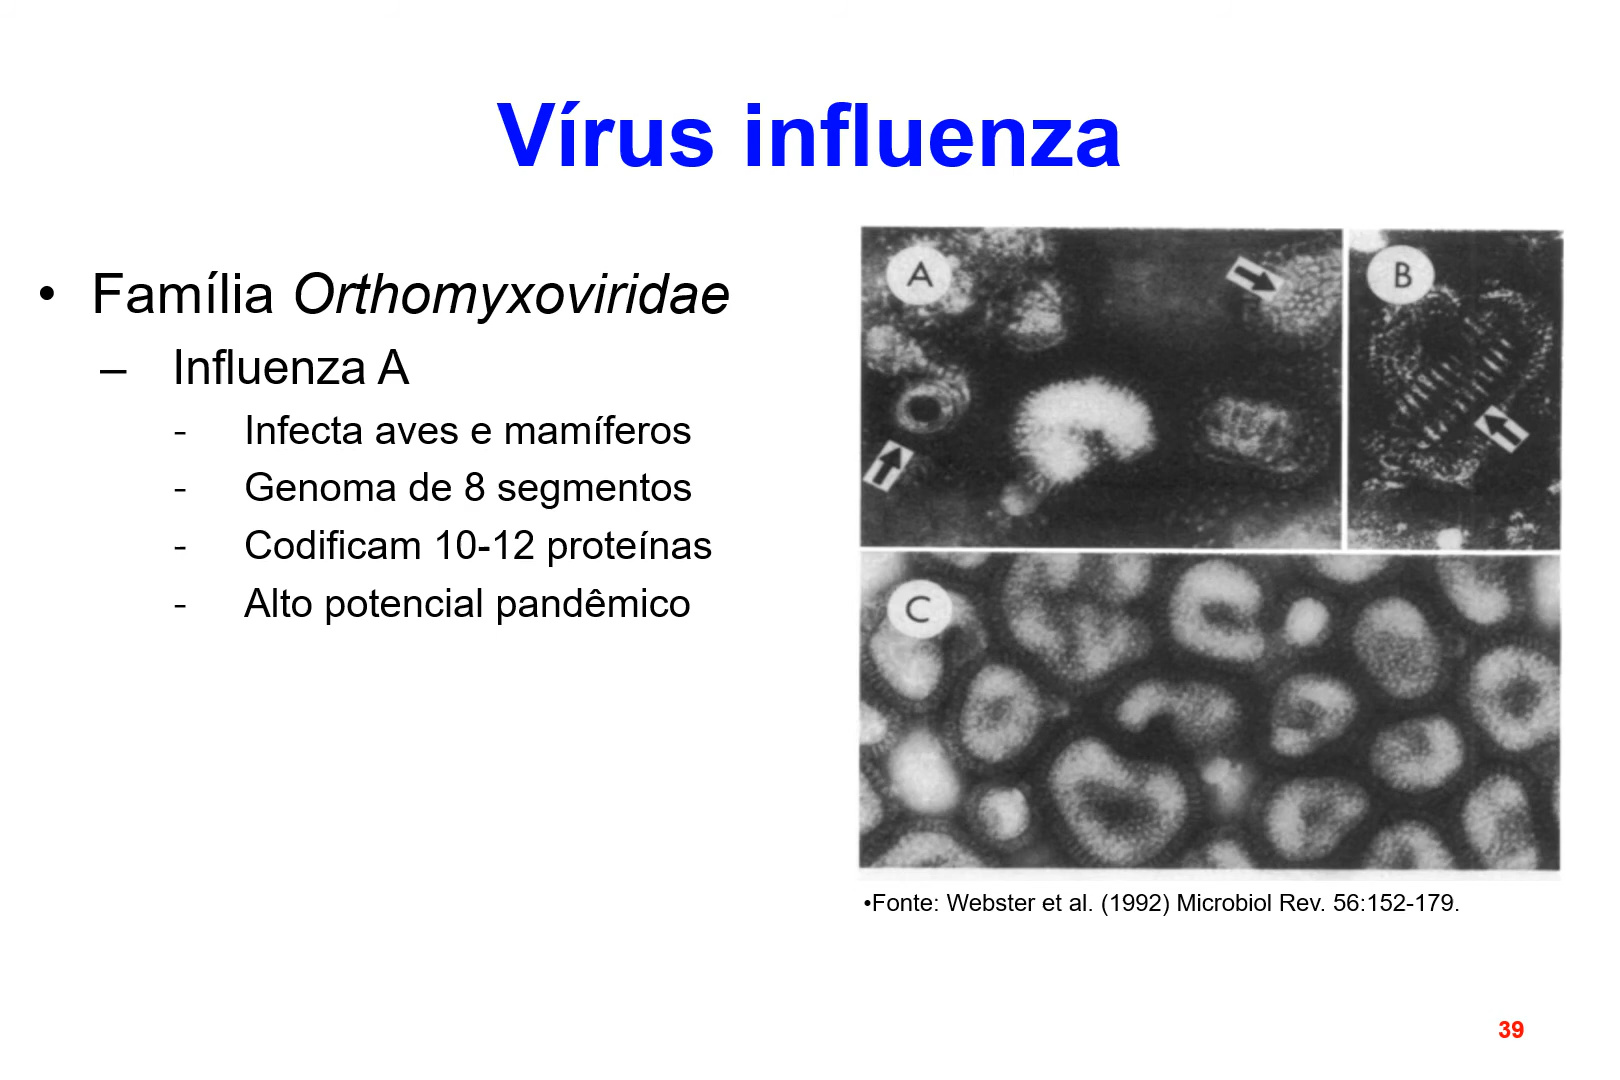 Vírus influenza
• Família Orthomyxoviridae
– Influenza A
- Infecta aves e mamíferos
- Genoma de 8 segmentos
- Codificam 10-12 proteínas
- Alto potencial pandêmico
A
B
C
•Fonte: Webster et al. (1992) Microbiol Rev. 56:152-179.
39